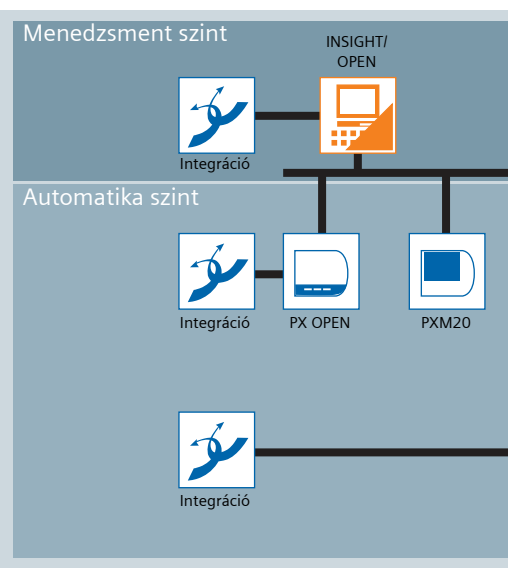 Menedzsment szint
INSIGHT/
OPEN
Integráció
Automatika szint
Integráció
PX OPEN
PXM20
Integráció